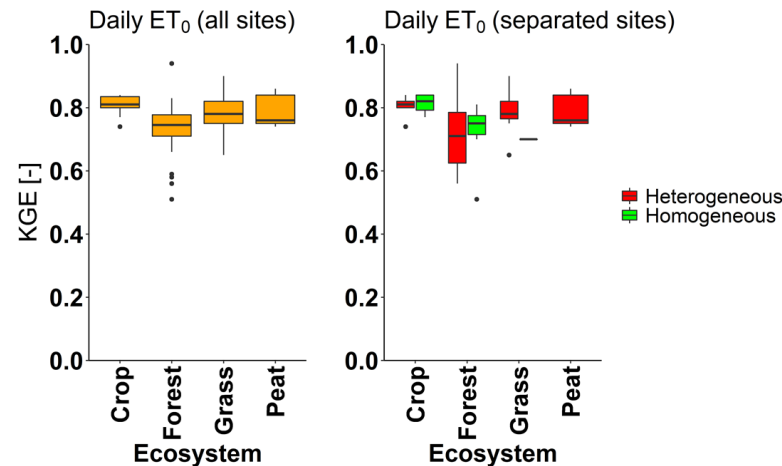 Daily ET₀ (all sites)
KGE [-]
1.0
0.8
0.6
0.4
0.2
0.0
Crop
Forest
Grass
Peat
Ecosystem
Daily ET₀ (separated sites)
1.0
0.8
0.6
0.4
0.2
0.0
Crop
Forest
Grass
Peat
Ecosystem
Heterogeneous
Homogeneous